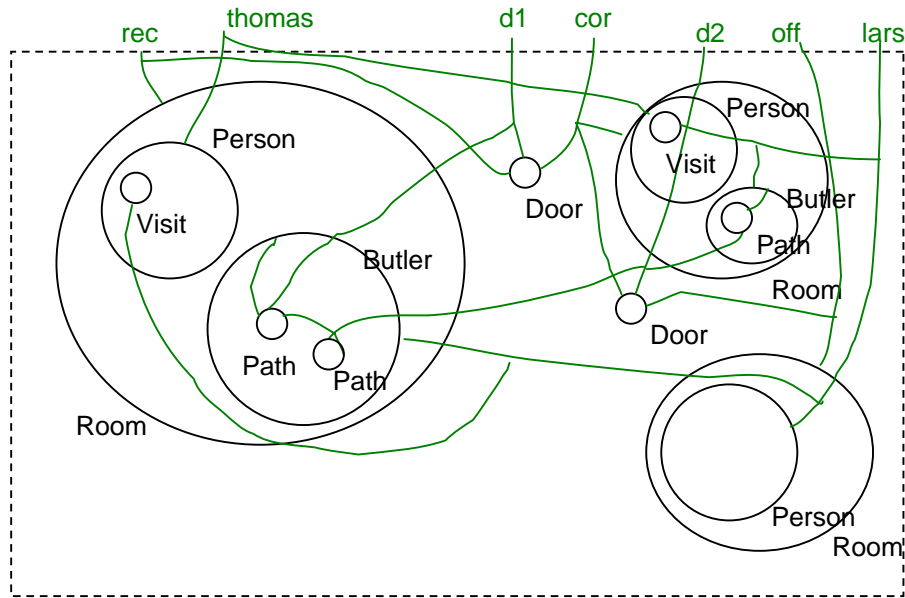 rec
thomas
d1
cor
d2
off
lars
Person
Visit
Butler
Path
Path
Room
Door
Person
Visit
Butler
Path
Room
Door
Person
Room